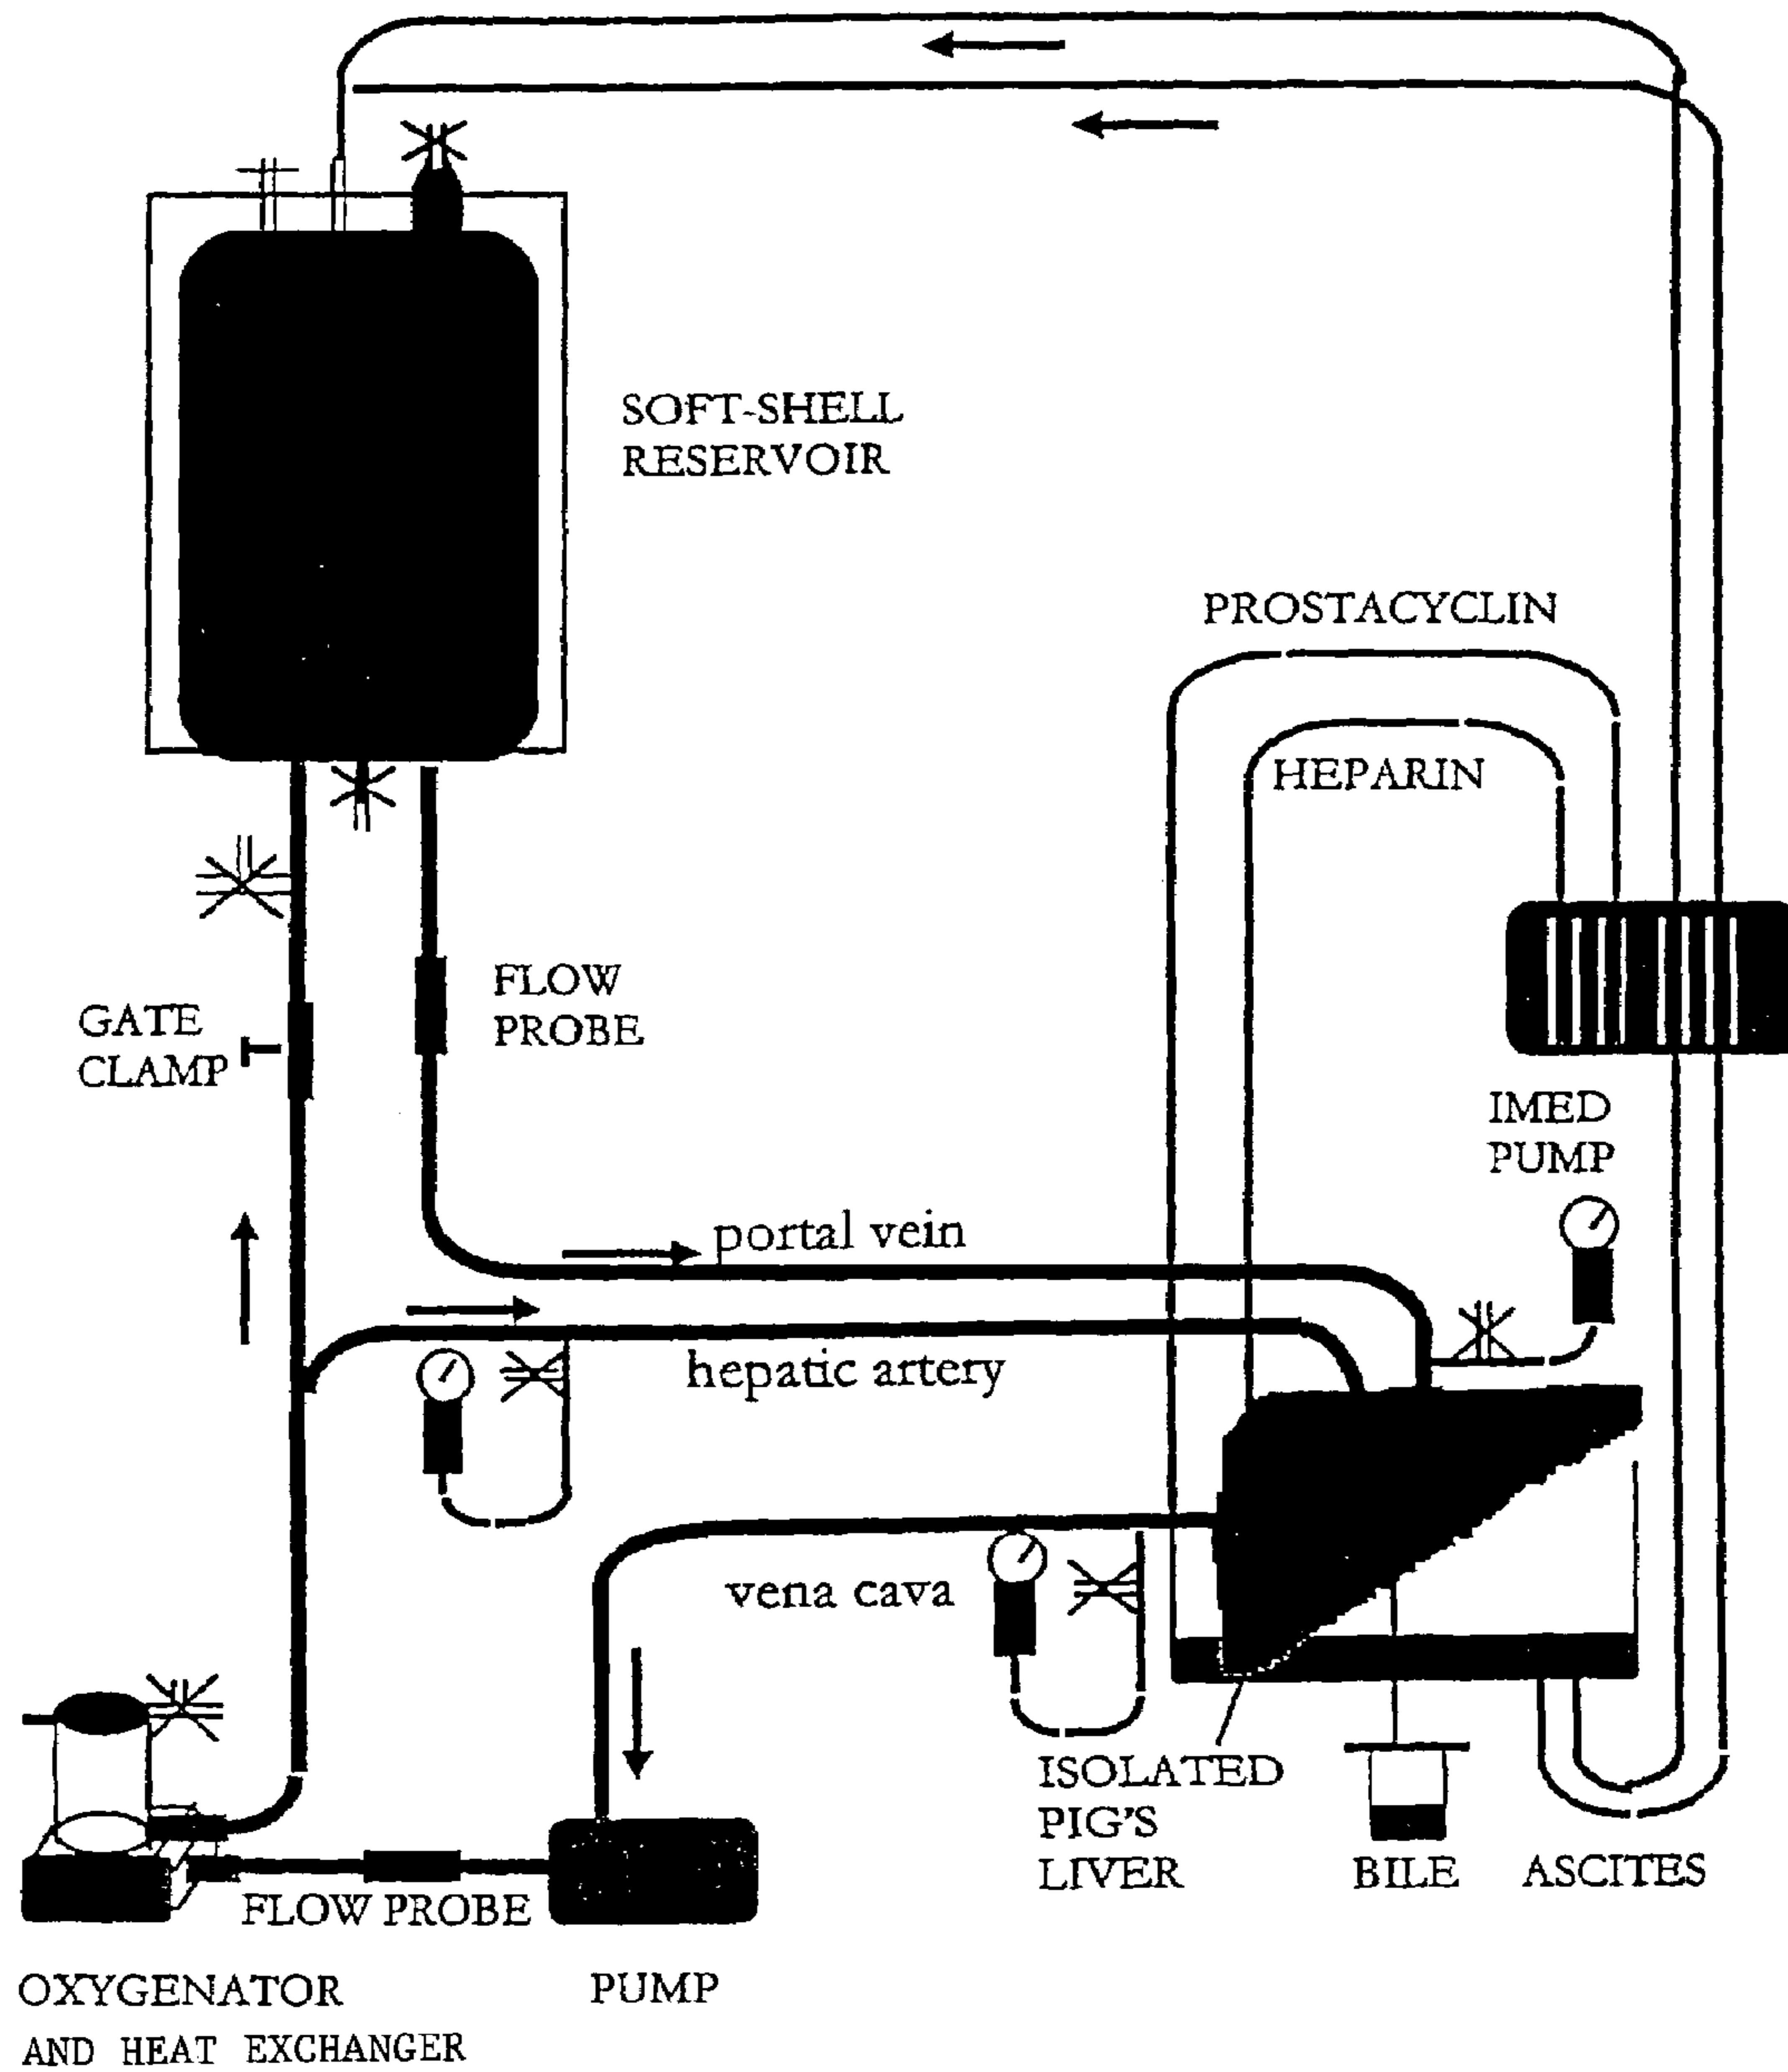 SOFT-SHELL
RESERVOIR
PROSTACYCLIN
HEPARIN
FLOW
PROBE
GATE
CLAMP
IMED
PUMP
portal vein
hepatic artery
vena cava
ISOLATED
PIG'S
LIVER
BILE
ASCITES
FLOW PROBE
OXYGENATOR
AND HEAT EXCHANGER
PUMP